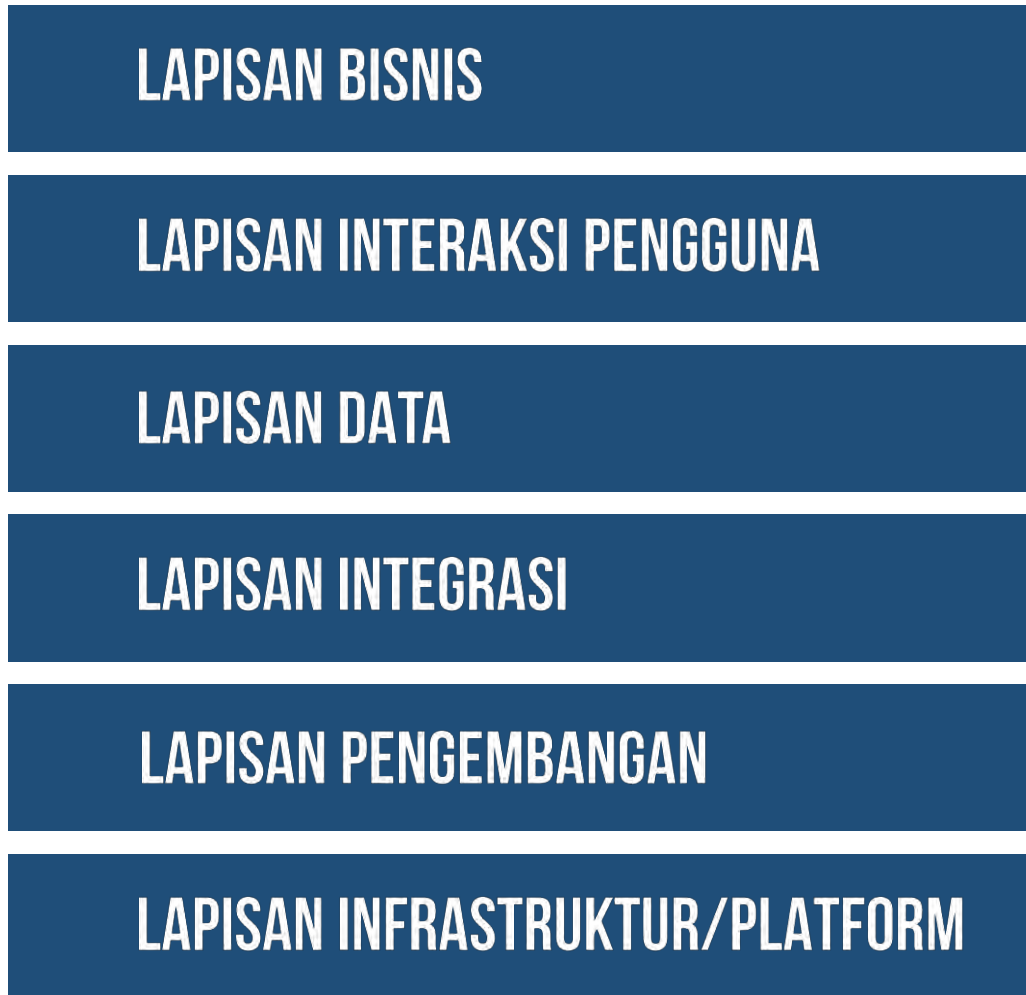 LAPISAN BISNIS
LAPISAN INTERAKSI PENGGUNA
LAPISAN DATA
LAPISAN INTEGRASI
LAPISAN PENGEMBANGAN
LAPISAN INFRASTRUKTUR/PLATFORM